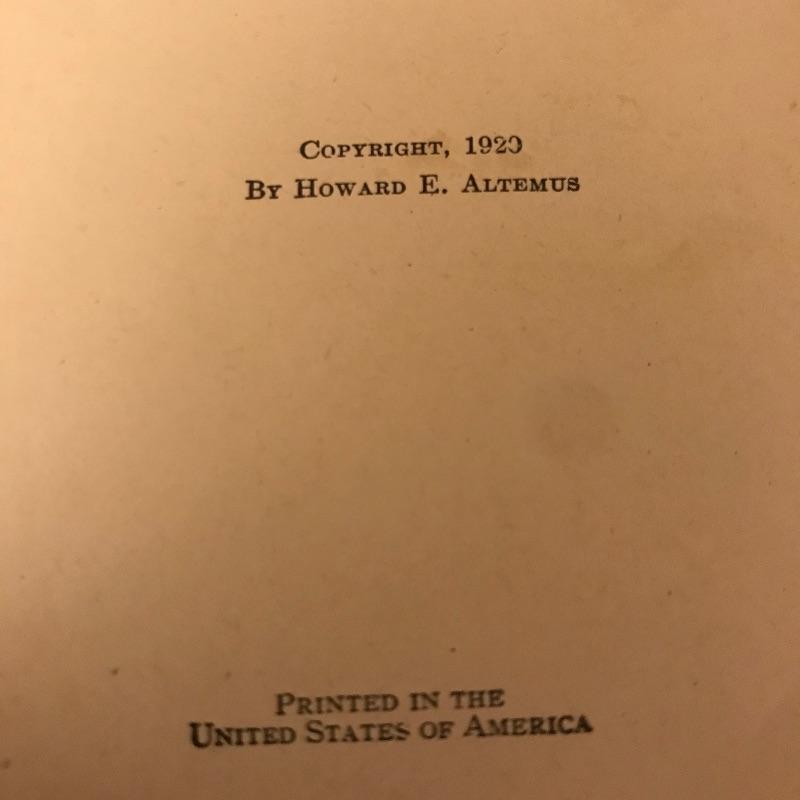 Copyright, 1920
By Howard E. Altemus
Printed in the
United States of America